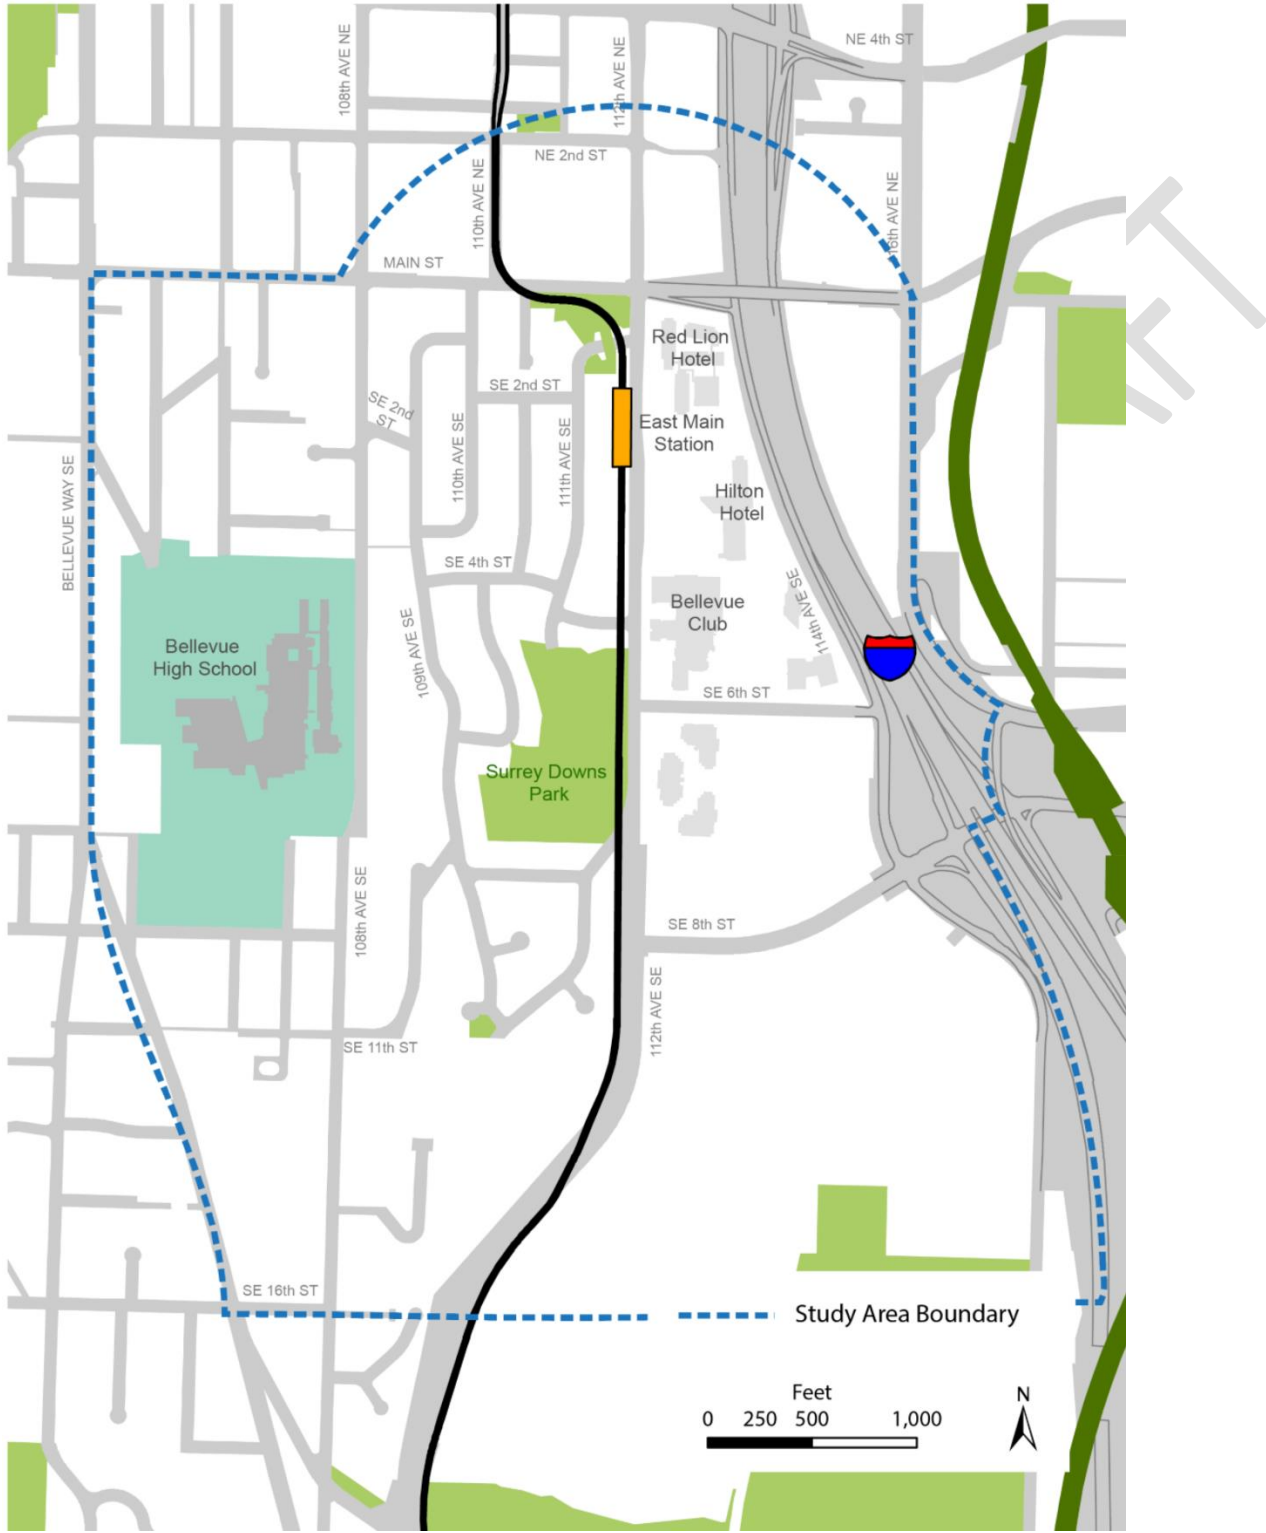 NE 4th ST
108th AVE NE
112th AVE NE
NE 2nd ST
110th AVE NE
16th AVE NE
MAIN ST
Red Lion
Hotel
SE 2nd ST
SE 2nd
ST
East Main
Station
110th AVE SE
111th AVE SE
BELLEVUE WAY SE
Hilton
Hotel
SE 4th ST
114th AVE SE
Bellevue
Club
109th AVE SE
Bellevue
High School
SE 6th ST
Surrey Downs
Park
108th AVE SE
SE 8th ST
112th AVE SE
SE 11th ST
SE 16th ST
Study Area Boundary
Feet
0 250 500 1,000
N